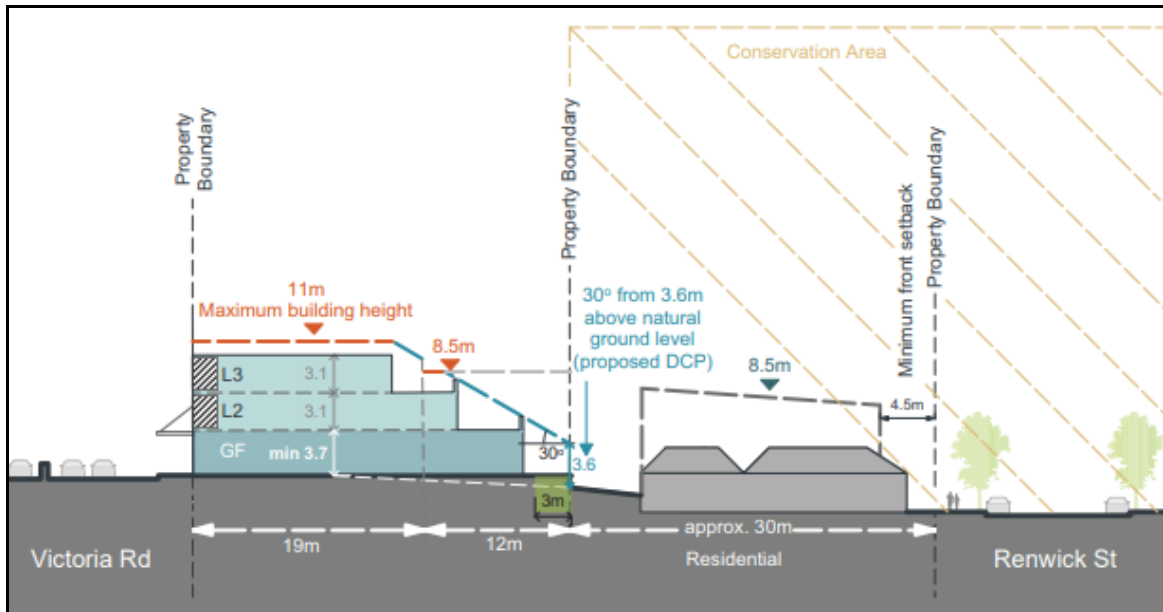 Conservation Area
Property
Boundary
Property Boundary
Minimum front setback
Property Boundary
11m
Maximum building height
8.5m
30° from 3.6m
above natural
ground level
(proposed DCP)
8.5m
4.5m
L3
3.1
L2
3.1
GF
min 3.7
30°
3.6
3m
19m
12m
approx. 30m
Victoria Rd
Residential
Renwick St